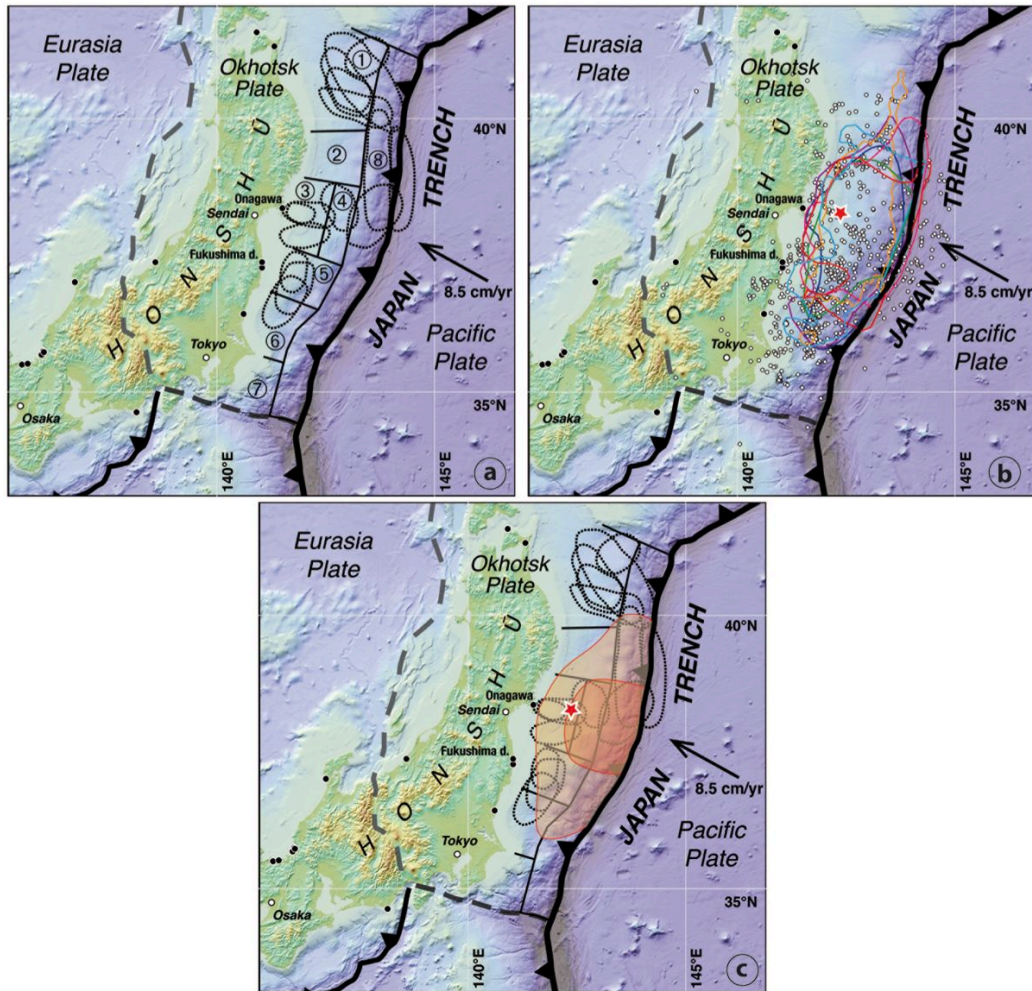 Eurasia
Plate
Okhotsk
Plate
①
②
③
④
⑤
⑥
⑦
⑧
40°N
TRENCH
JAPAN
Onagawa
Sendai
Fukushima d.
HONSHŪ
8.5 cm/yr
Pacific
Plate
Tokyo
Osaka
35°N
140°E
145°E
a
Eurasia
Plate
Okhotsk
Plate
40°N
TRENCH
JAPAN
Onagawa
Sendai
Fukushima d.
HONSHŪ
8.5 cm/yr
Pacific
Plate
Tokyo
Osaka
35°N
140°E
145°E
b
Eurasia
Plate
Okhotsk
Plate
40°N
TRENCH
JAPAN
Onagawa
Sendai
Fukushima d.
HONSHŪ
8.5 cm/yr
Pacific
Plate
Tokyo
Osaka
35°N
140°E
145°E
c